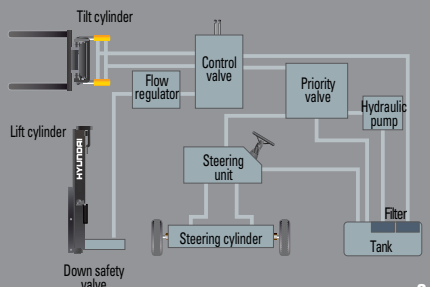 Tilt cylinder
Control
valve
Flow
regulator
Priority
valve
Hydraulic
pump
Lift cylinder
HYUNDAI
Steering
unit
Filter
Steering cylinder
Tank
Down safety
valve